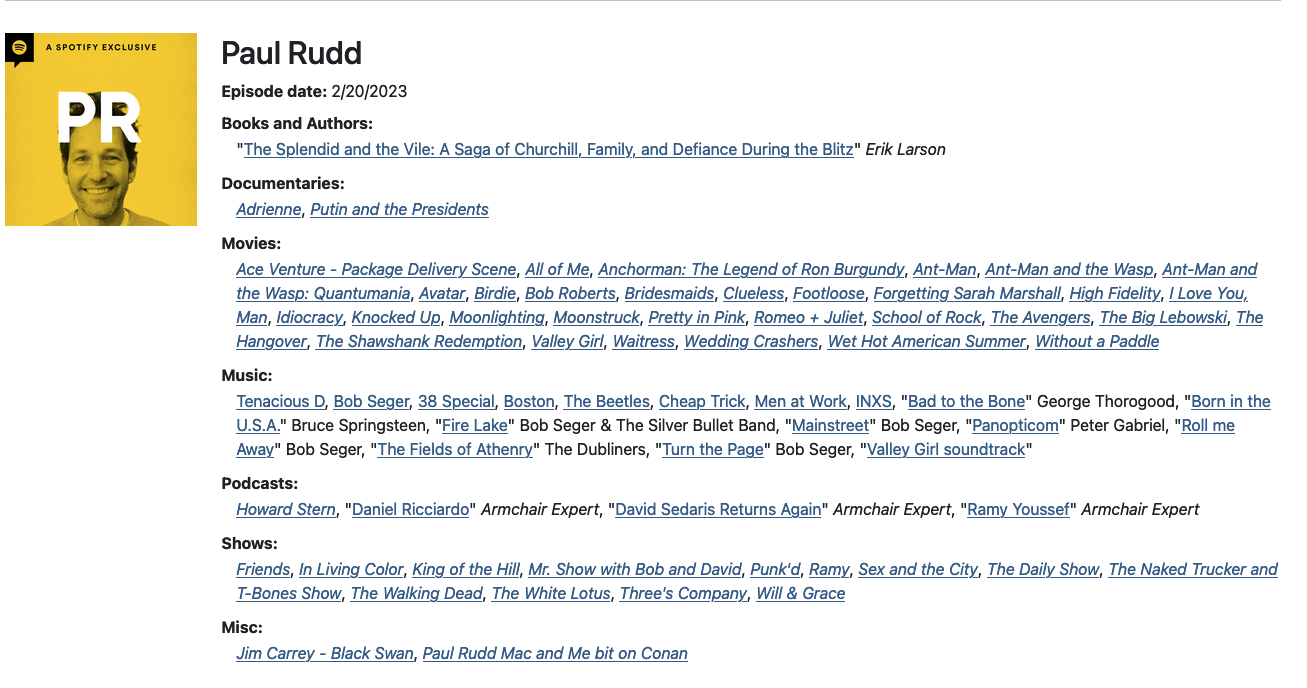 A SPOTIFY EXCLUSIVE
PR
Paul Rudd
Episode date: 2/20/2023
Books and Authors:
"The Splendid and the Vile: A Saga of Churchill, Family, and Defiance During the Blitz" Erik Larson
Documentaries:
Adrienne, Putin and the Presidents
Movies:
Ace Venture - Package Delivery Scene, All of Me, Anchorman: The Legend of Ron Burgundy, Ant-Man, Ant-Man and the Wasp, Ant-Man and
the Wasp: Quantumania, Avatar, Birdie, Bob Roberts, Bridesmaids, Clueless, Footloose, Forgetting Sarah Marshall, High Fidelity, I Love You,
Man, Idiocracy, Knocked Up, Moonlighting, Moonstruck, Pretty in Pink, Romeo + Juliet, School of Rock, The Avengers, The Big Lebowski, The
Hangover, The Shawshank Redemption, Valley Girl, Waitress, Wedding Crashers, Wet Hot American Summer, Without a Paddle
Music:
Tenacious D, Bob Seger, 38 Special, Boston, The Beetles, Cheap Trick, Men at Work, INXS, "Bad to the Bone" George Thorogood, "Born in the
U.S.A." Bruce Springsteen, "Fire Lake" Bob Seger & The Silver Bullet Band, "Mainstreet" Bob Seger, "Panopticom" Peter Gabriel, "Roll me
Away" Bob Seger, "The Fields of Athenry" The Dubliners, "Turn the Page" Bob Seger, "Valley Girl soundtrack"
Podcasts:
Howard Stern, "Daniel Ricciardo" Armchair Expert, "David Sedaris Returns Again" Armchair Expert, "Ramy Youssef" Armchair Expert
Shows:
Friends, In Living Color, King of the Hill, Mr. Show with Bob and David, Punk'd, Ramy, Sex and the City, The Daily Show, The Naked Trucker and
T-Bones Show, The Walking Dead, The White Lotus, Three's Company, Will & Grace
Misc:
Jim Carrey - Black Swan, Paul Rudd Mac and Me bit on Conan